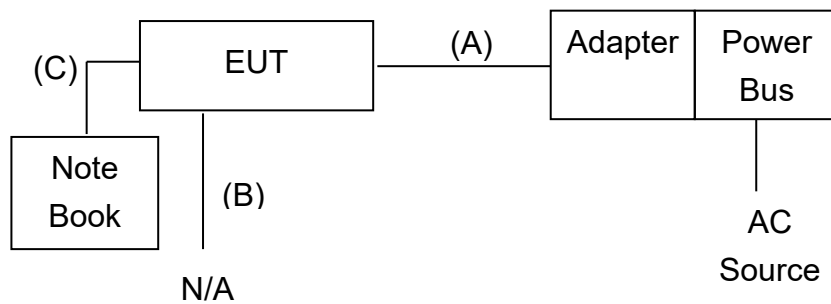 (C)
EUT
(A)
Adapter
Power
Bus
Note
Book
(B)
AC
Source
N/A